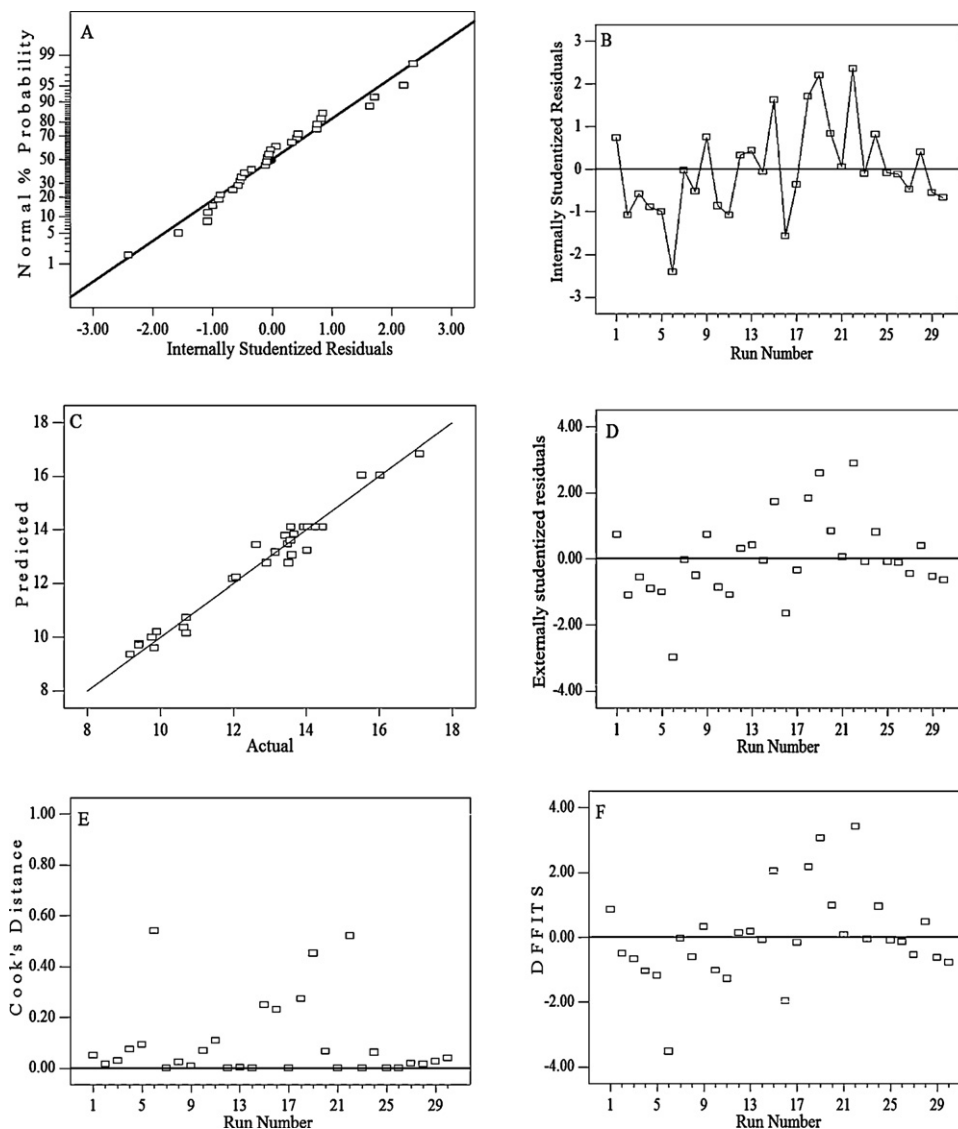 A
Normal % Probability
99
95
90
80
70
50
30
20
10
5
1
-3.00 -2.00 -1.00 0.00 1.00 2.00 3.00
Internally Studentized Residuals
B
Internally Studentized Residuals
3
2
1
0
-1
-2
-3
1 5 9 13 17 21 25 29
Run Number
C
Predicted
18
16
14
12
10
8
8 10 12 14 16 18
Actual
D
Externally studentized residuals
4.00
2.00
0.00
-2.00
-4.00
1 5 9 13 17 21 25 29
Run Number
E
Cook's Distance
1.00
0.80
0.60
0.40
0.20
0.00
1 5 9 13 17 21 25 29
Run Number
F
DFFITS
4.00
2.00
0.00
-2.00
-4.00
1 5 9 13 17 21 25 29
Run Number